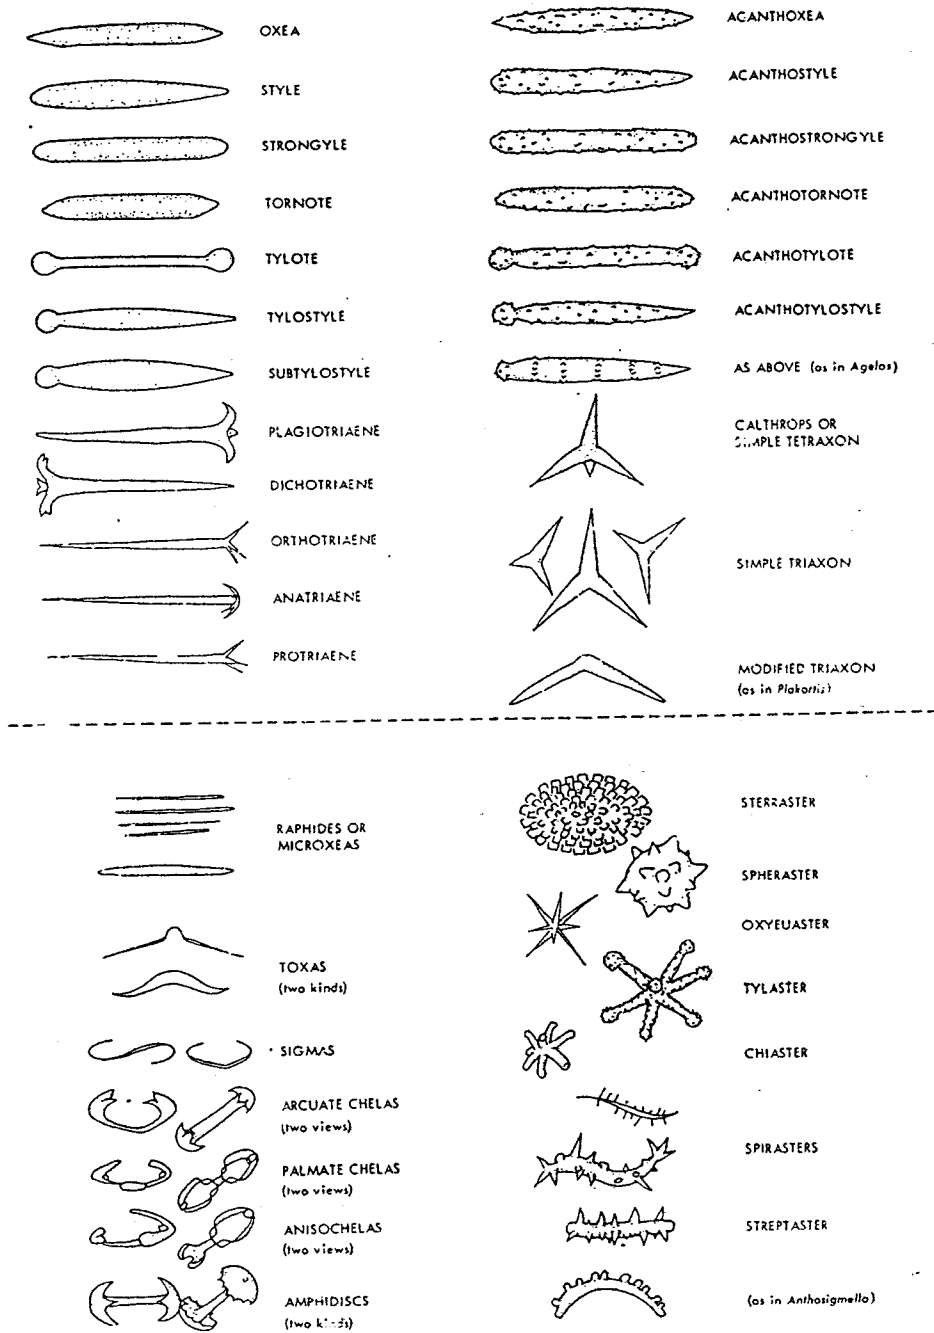 OXEA
STYLE
STRONGYLE
TORNOTE
TYLOTE
TYLOSTYLE
SUBTYLOSTYLE
PLAGIOTRIAENE
DICHOTRIAENE
ORTHOTRIAENE
ANATRIAENE
PROTRIAENE
ACANTHOXEA
ACANTHOSTYLE
ACANTHOSTRONGYLE
ACANTHOTORNOTE
ACANTHOTYLOTE
ACANTHOTYLOSTYLE
AS ABOVE (as in Agelas)
CALTHROPS OR
SIMPLE TETRAXON
SIMPLE TRIAXON
MODIFIED TRIAXON
(as in Plakortis)
RAPHIDES OR
MICROXEAS
TOXAS
(two kinds)
SIGMAS
ARCUATE CHELAS
(two views)
PALMATE CHELAS
(two views)
ANISOCHELAS
(two views)
AMPHIDISCS
(two kinds)
STERRASTER
SPHERASTER
OXYEUASTER
TYLASTER
CHIASTER
SPIRASTERS
STREPTASTER
(as in Anthosigmella)